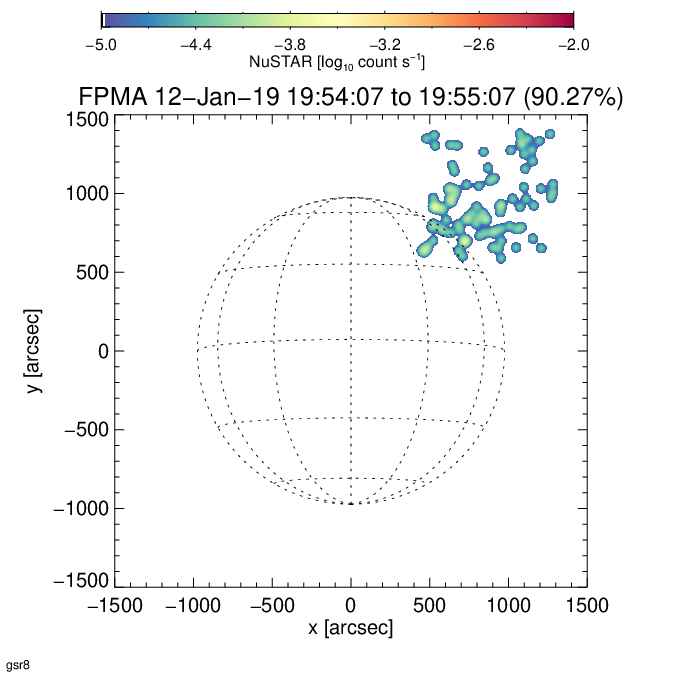 −5.0 −4.4 −3.8 −3.2 −2.6 −2.0
NuSTAR [log₁₀ count s⁻¹]
FPMA 12−Jan−19 19:54:07 to 19:55:07 (90.27%)
1500
1000
500
0
−500
−1000
−1500
y [arcsec]
−1500 −1000 −500 0 500 1000 1500
x [arcsec]
gsr8